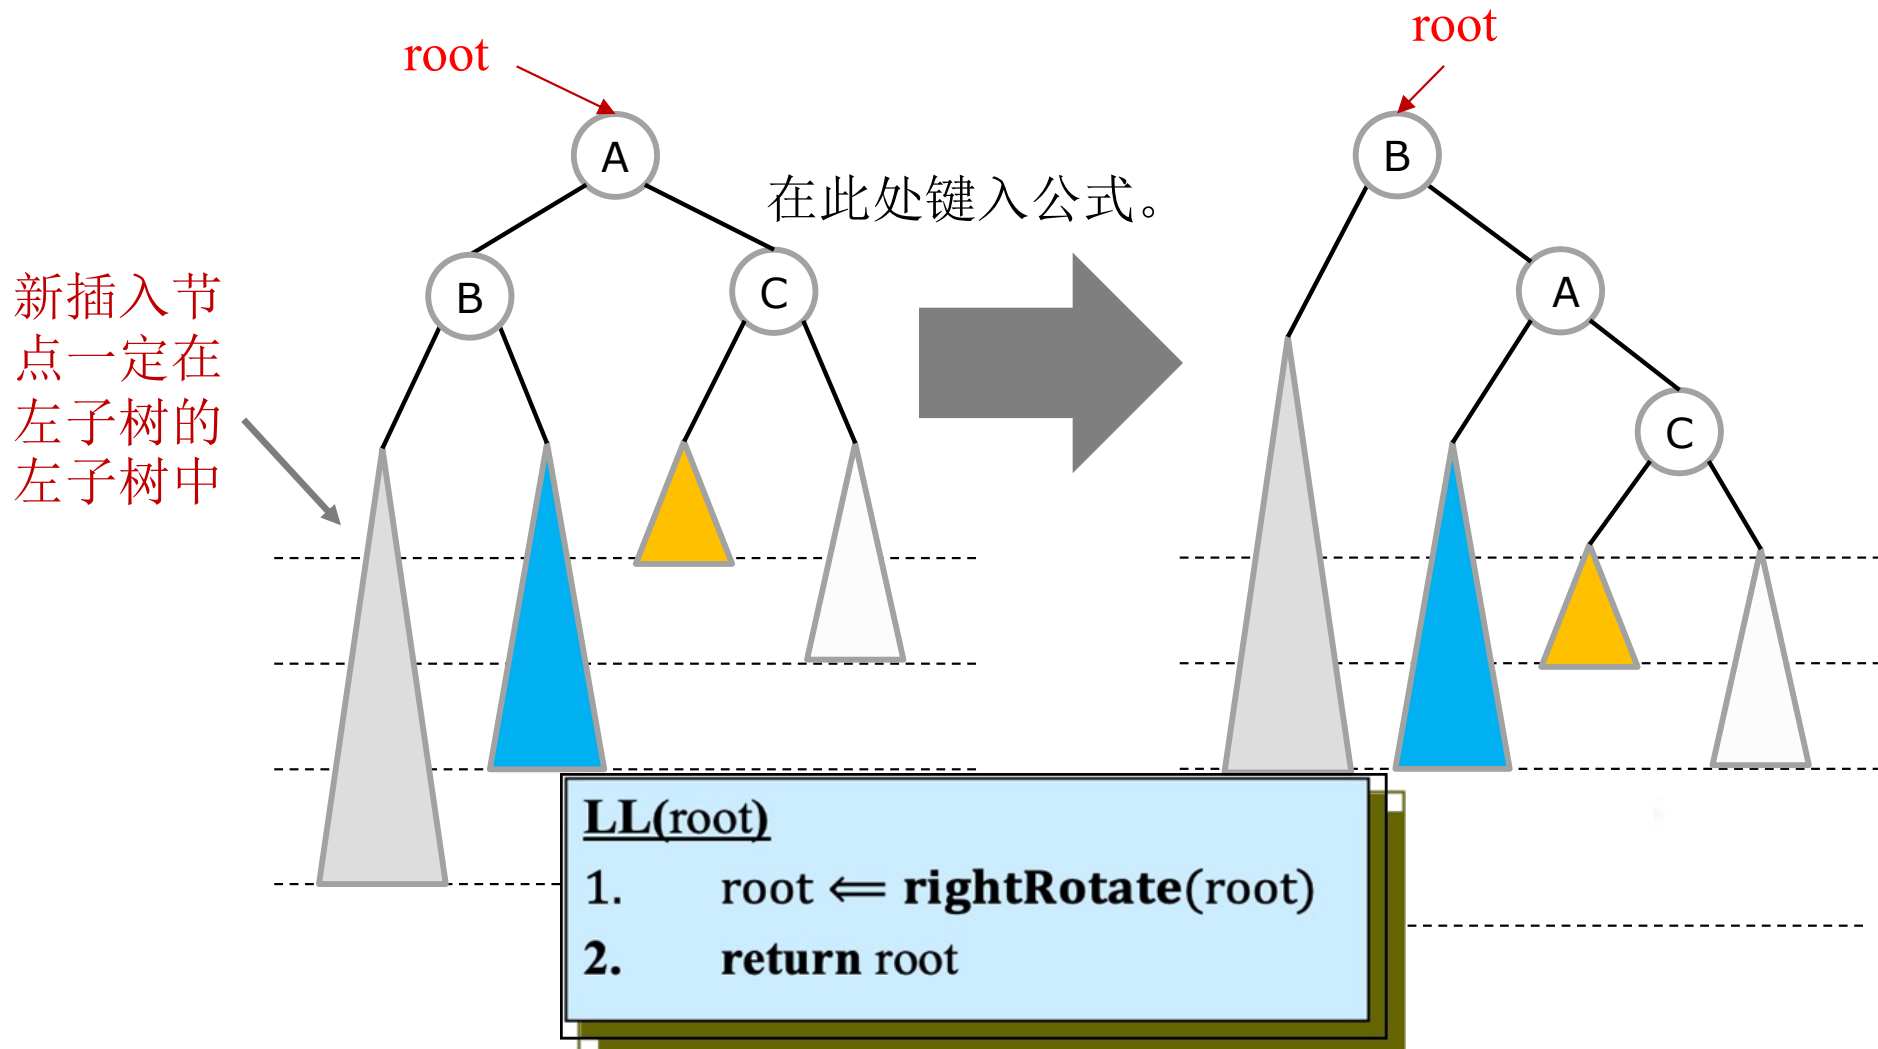 root
root
A
B
在此处键入公式。
B
C
A
新插入节
点一定在
左子树的
左子树中
C
LL(root)
1. root ⟸ rightRotate(root)
2. return root